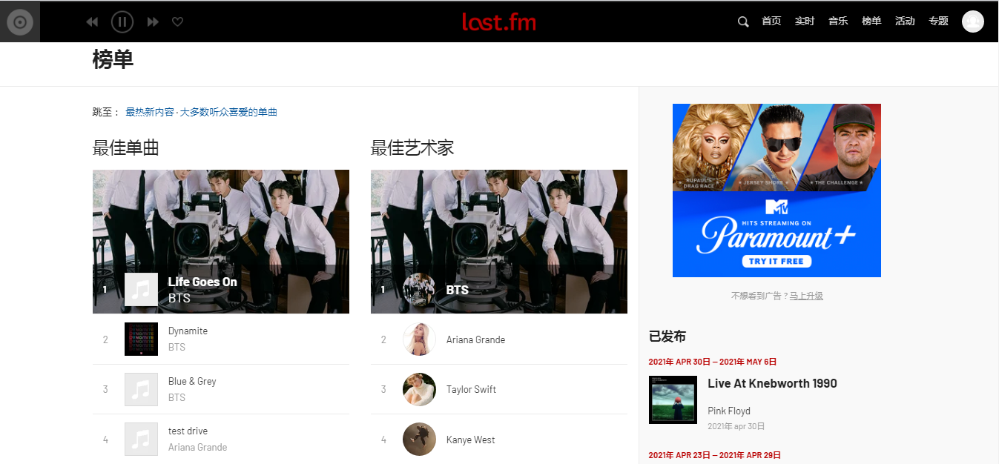 last.fm
首页
实时
音乐
榜单
活动
专题
榜单
跳至： 最热新内容 · 大多数听众喜爱的单曲
最佳单曲
1
Life Goes On
BTS
2
Dynamite
BTS
3
Blue & Grey
BTS
4
test drive
Ariana Grande
最佳艺术家
1
BTS
2
Ariana Grande
3
Taylor Swift
4
Kanye West
RUPAUL'S
DRAG RACE
JERSEY SHORE
THE CHALLENGE
MTV
HITS STREAMING ON
Paramount+
TRY IT FREE
不想看到广告？马上升级
已发布
2021年 APR 30日 – 2021年 MAY 6日
Live At Knebworth 1990
Pink Floyd
2021年 apr 30日
2021年 APR 23日 – 2021年 APR 29日